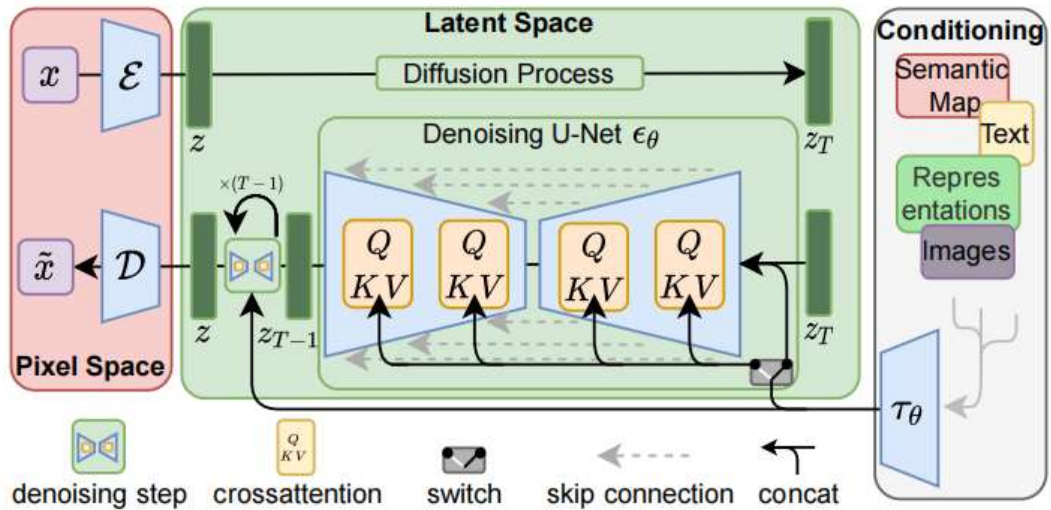 Latent Space
Conditioning
x
ℰ
z
Diffusion Process
z_T
Semantic
Map
Text
Repres
entations
Images
Denoising U-Net ϵ_θ
×(T−1)
x̃
𝒟
z
z_{T−1}
Q
KV
Q
KV
Q
KV
Q
KV
z_T
Pixel Space
τ_θ
Q
KV
denoising step
crossattention
switch
skip connection
concat